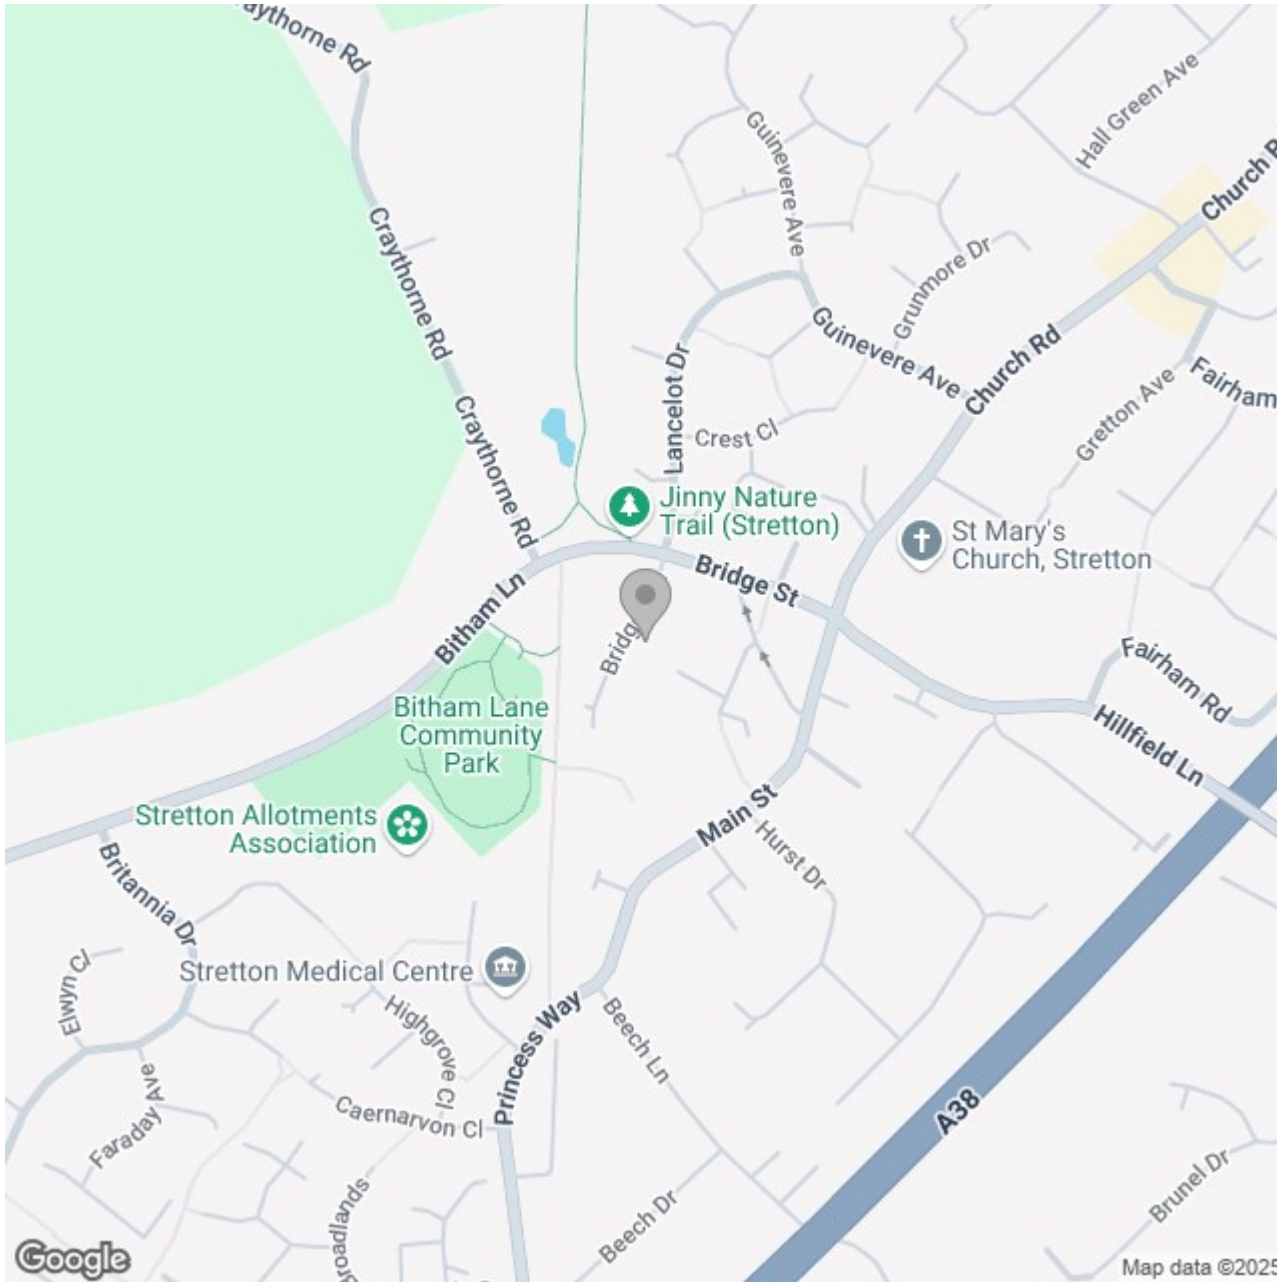 aythorne Rd
Craythorne Rd
Craythorne Rd
Guinevere Ave
Hall Green Ave
Church R
Grunmore Dr
Guinevere Ave
Church Rd
Lancelot Dr
Crest Cl
Gretton Ave
Fairham
Jinny Nature
Trail (Stretton)
St Mary's
Church, Stretton
Bridge St
Bitham Ln
Bridge
Fairham Rd
Hillfield Ln
Bitham Lane
Community
Park
Stretton Allotments
Association
Main St
Hurst Dr
Britannia Dr
Elwyn Cl
Stretton Medical Centre
Highgrove Cl
Princess Way
Beech Ln
Faraday Ave
Caernarvon Cl
A38
Broadlands
Beech Dr
Brunel Dr
Google
Map data ©2025